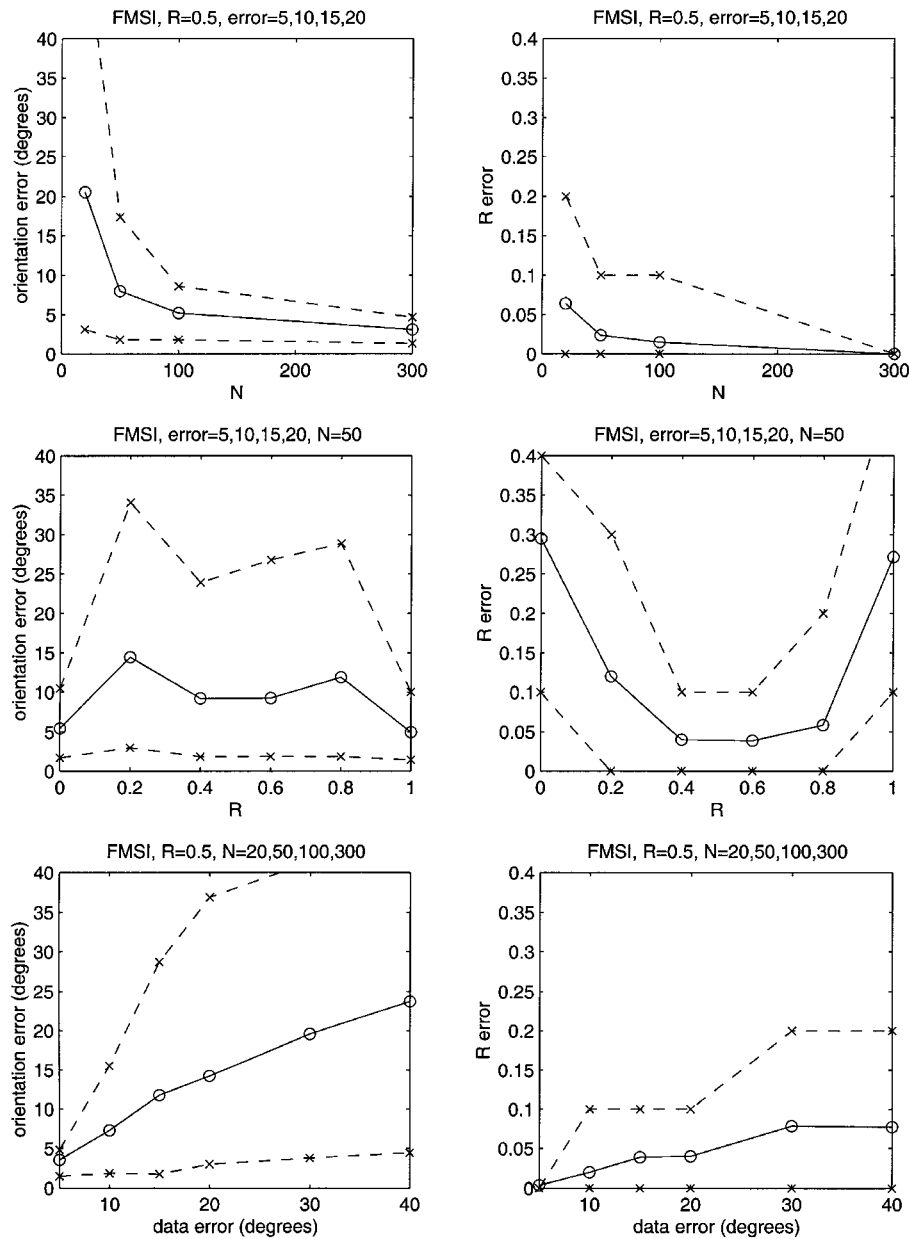 FMSI, R=0.5, error=5,10,15,20
40
35
30
25
20
15
10
5
0
orientation error (degrees)
0 100 200 300
N
FMSI, R=0.5, error=5,10,15,20
0.4
0.35
0.3
0.25
0.2
0.15
0.1
0.05
0
R error
0 100 200 300
N
FMSI, error=5,10,15,20, N=50
40
35
30
25
20
15
10
5
0
orientation error (degrees)
0 0.2 0.4 0.6 0.8 1
R
FMSI, error=5,10,15,20, N=50
0.4
0.35
0.3
0.25
0.2
0.15
0.1
0.05
0
R error
0 0.2 0.4 0.6 0.8 1
R
FMSI, R=0.5, N=20,50,100,300
40
35
30
25
20
15
10
5
0
orientation error (degrees)
10 20 30 40
data error (degrees)
FMSI, R=0.5, N=20,50,100,300
0.4
0.35
0.3
0.25
0.2
0.15
0.1
0.05
0
R error
10 20 30 40
data error (degrees)